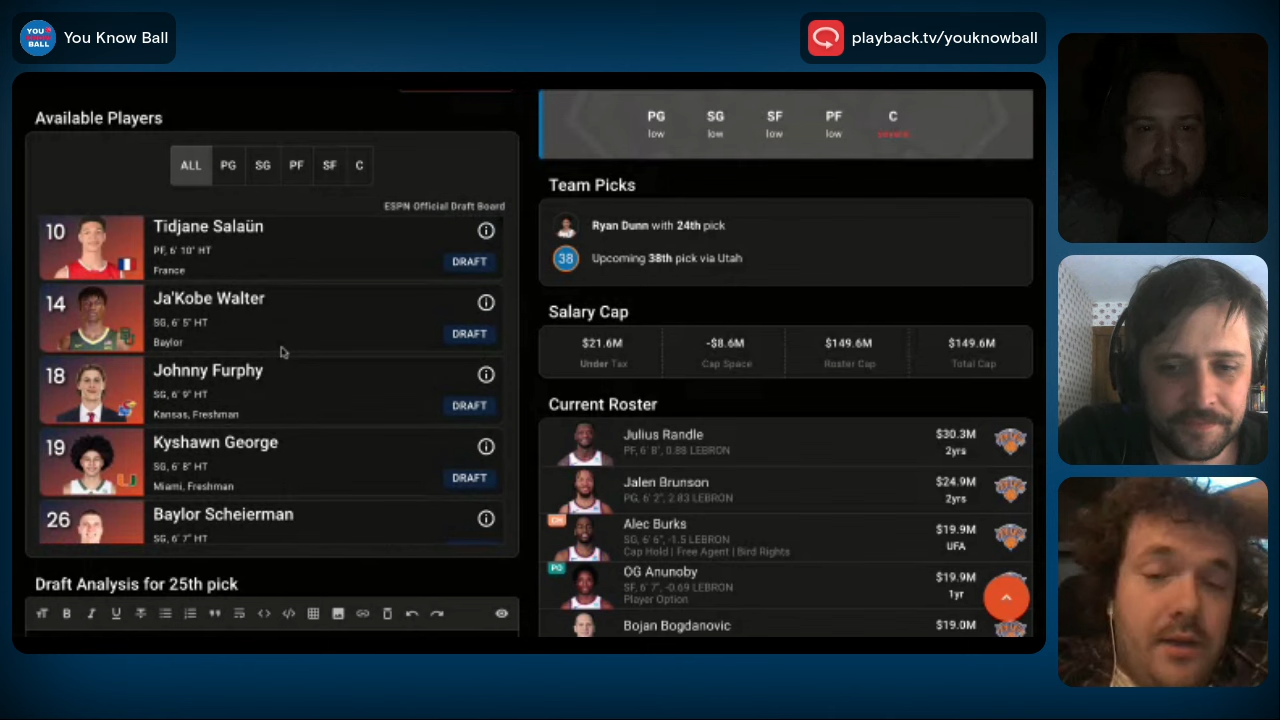 YOU KNOW BALL
You Know Ball
playback.tv/youknowball
Available Players
ALL PG SG PF SF C
ESPN Official Draft Board
10 Tidjane Salaün
PF, 6' 10" HT
France
DRAFT
14 Ja'Kobe Walter
SG, 6' 5" HT
Baylor
DRAFT
18 Johnny Furphy
SG, 6' 9" HT
Kansas, Freshman
DRAFT
19 Kyshawn George
SG, 6' 8" HT
Miami, Freshman
DRAFT
26 Baylor Scheierman
SG, 6' 7" HT
Draft Analysis for 25th pick
PG SG SF PF C
low low low low severe
Team Picks
Ryan Dunn with 24th pick
38 Upcoming 38th pick via Utah
Salary Cap
$21.6M -$8.6M $149.6M $149.6M
Under Tax Cap Space Roster Cap Total Cap
Current Roster
Julius Randle $30.3M
PF, 6' 8", 0.88 LEBRON 2yrs
Jalen Brunson $24.9M
PG, 6' 2", 2.83 LEBRON 2yrs
CH Alec Burks $19.9M
SG, 6' 6", -1.5 LEBRON UFA
Cap Hold | Free Agent | Bird Rights
PO OG Anunoby $19.9M
SF, 6' 7", -0.69 LEBRON 1yr
Player Option
Bojan Bogdanovic $19.0M